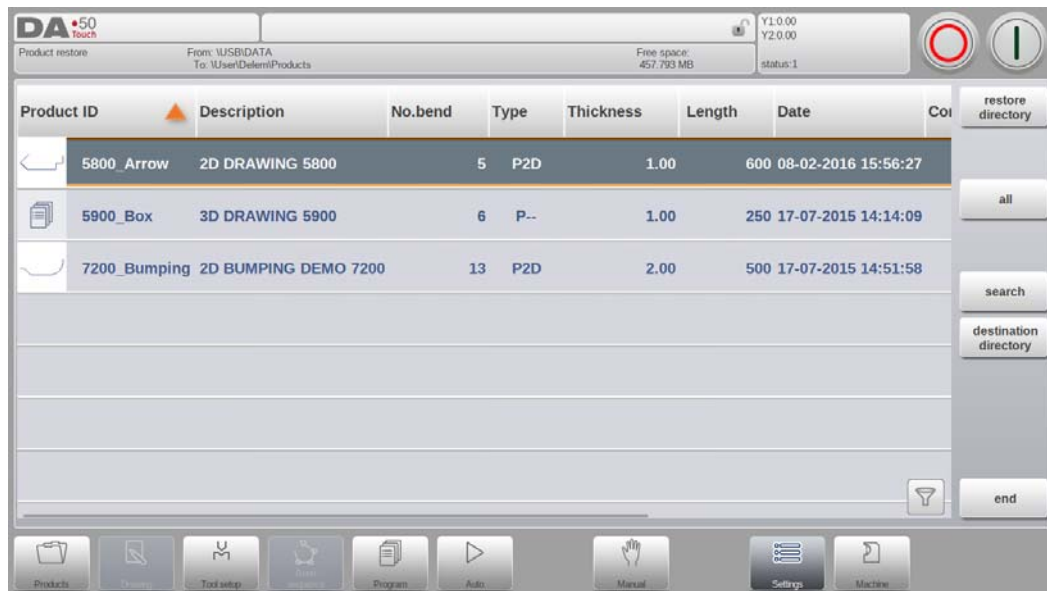 DA•50
Touch
Y1:0.00
Y2:0.00
Product restore
From: \USB\DATA
To: \User\Delem\Products
Free space:
457.793 MB
status:1
Product ID Description No.bend Type Thickness Length Date Con
restore
directory
5800_Arrow 2D DRAWING 5800 5 P2D 1.00 600 08-02-2016 15:56:27
all
5900_Box 3D DRAWING 5900 6 P-- 1.00 250 17-07-2015 14:14:09
7200_Bumping 2D BUMPING DEMO 7200 13 P2D 2.00 500 17-07-2015 14:51:58
search
destination
directory
end
Products Drawing Tool setup Bend
sequence Program Auto Manual Settings Machine